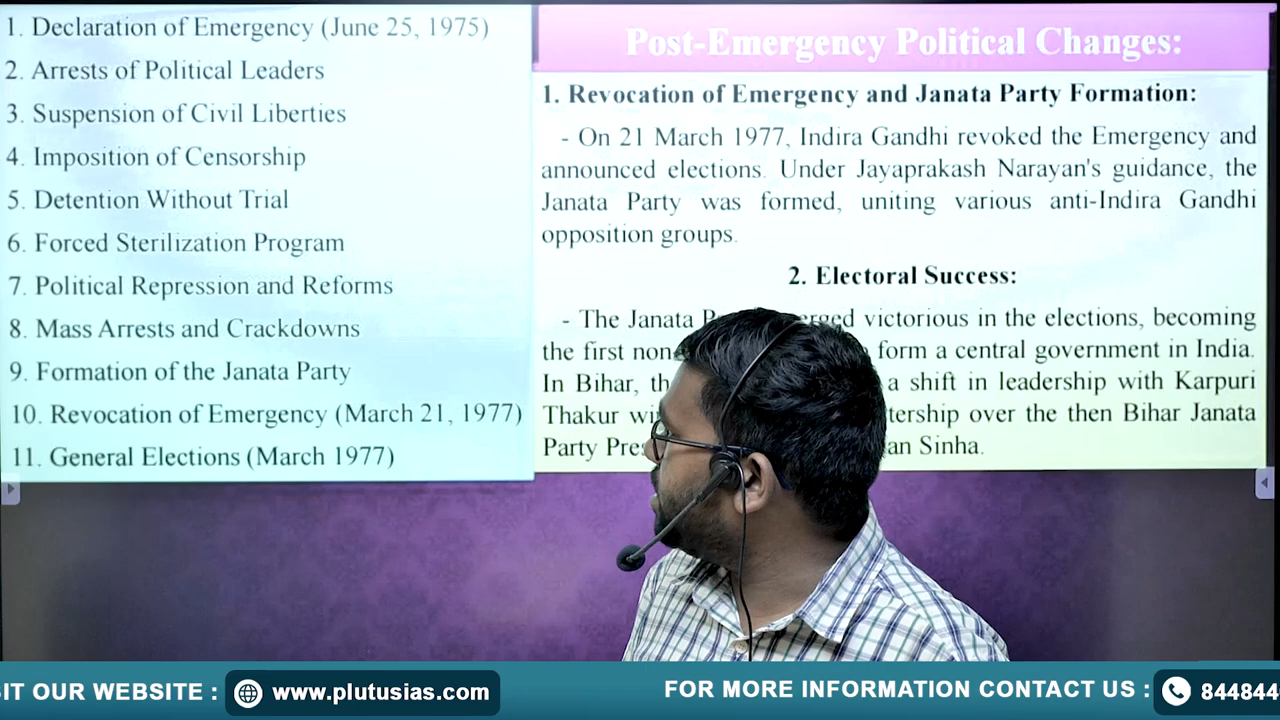 1. Declaration of Emergency (June 25, 1975)
2. Arrests of Political Leaders
3. Suspension of Civil Liberties
4. Imposition of Censorship
5. Detention Without Trial
6. Forced Sterilization Program
7. Political Repression and Reforms
8. Mass Arrests and Crackdowns
9. Formation of the Janata Party
10. Revocation of Emergency (March 21, 1977)
11. General Elections (March 1977)
Post-Emergency Political Changes:
1. Revocation of Emergency and Janata Party Formation:
- On 21 March 1977, Indira Gandhi revoked the Emergency and
announced elections. Under Jayaprakash Narayan's guidance, the
Janata Party was formed, uniting various anti-Indira Gandhi
opposition groups.
2. Electoral Success:
- The Janata victorious in the elections, becoming
the first form a central government in India.
In Bihar, a shift in leadership with Karpuri
Thakur over the then Bihar Janata
Party Sinha.
SIT OUR WEBSITE : www.plutusias.com FOR MORE INFORMATION CONTACT US : 844844